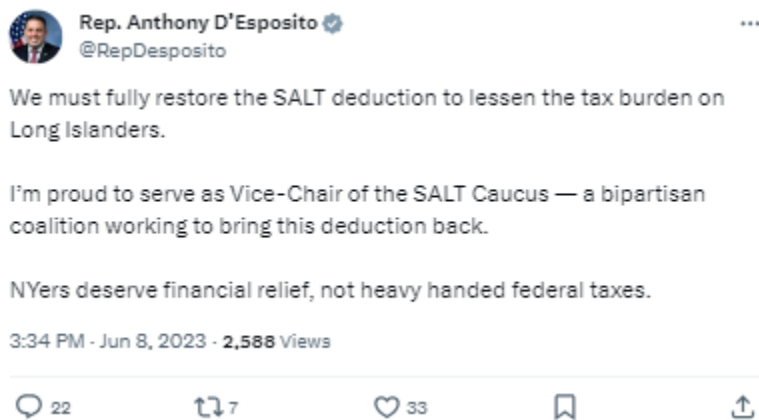 Rep. Anthony D'Esposito
@RepDesposito
We must fully restore the SALT deduction to lessen the tax burden on
Long Islanders.
I'm proud to serve as Vice-Chair of the SALT Caucus — a bipartisan
coalition working to bring this deduction back.
NYers deserve financial relief, not heavy handed federal taxes.
3:34 PM · Jun 8, 2023 · 2,588 Views
22 7 33